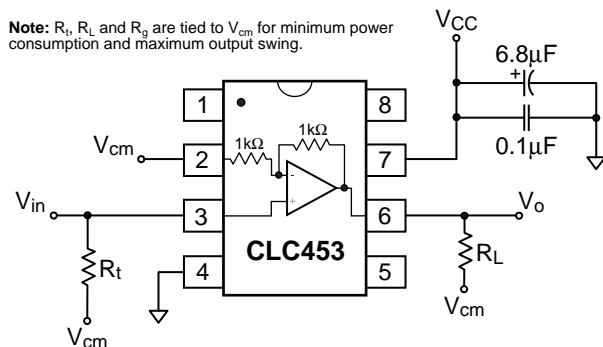 Note: Rt, RL and Rg are tied to Vcm for minimum power
consumption and maximum output swing.
VCC
6.8μF
+
0.1μF
1
8
1kΩ
1kΩ
Vcm
2
7
-
+
Vin
3
6
Vo
CLC453
Rt
4
5
RL
Vcm
Vcm